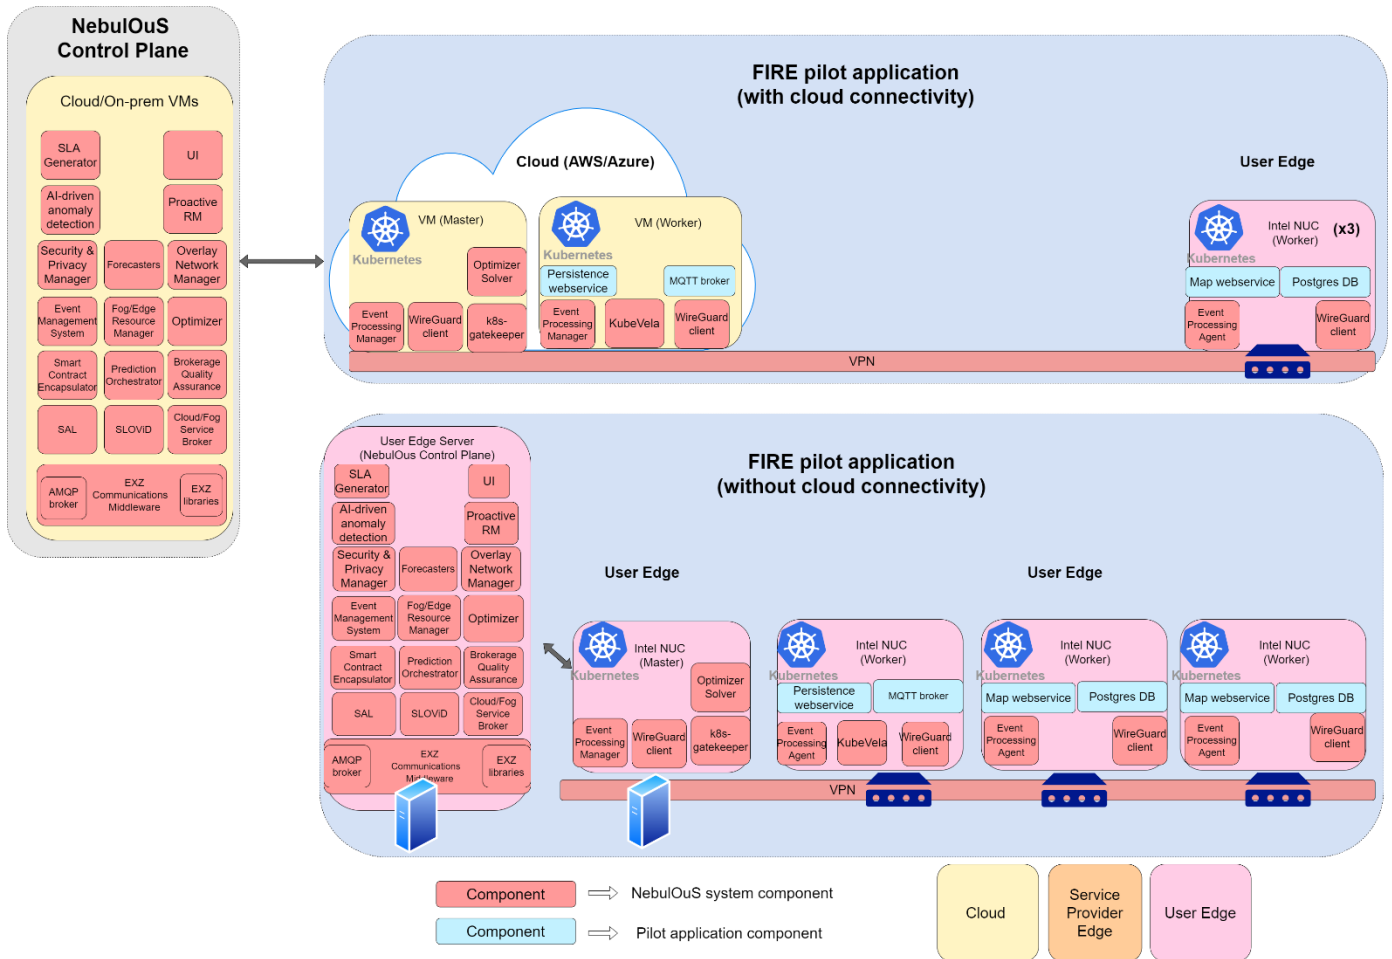 NebulOuS
Control Plane
Cloud/On-prem VMs
SLA
Generator
UI
AI-driven
anomaly
detection
Proactive
RM
Security &
Privacy
Manager
Forecasters
Overlay
Network
Manager
Event
Management
System
Fog/Edge
Resource
Manager
Optimizer
Smart
Contract
Encapsulator
Prediction
Orchestrator
Brokerage
Quality
Assurance
SAL
SLOViD
Cloud/Fog
Service
Broker
AMQP
broker
EXZ
Communications
Middleware
EXZ
libraries
FIRE pilot application
(with cloud connectivity)
Cloud (AWS/Azure)
User Edge
VM (Master)
Kubernetes
Optimizer
Solver
Event
Processing
Manager
WireGuard
client
k8s-
gatekeeper
VM (Worker)
Kubernetes
Persistence
webservice
MQTT broker
Event
Processing
Manager
KubeVela
WireGuard
client
Intel NUC (x3)
(Worker)
Kubernetes
Map webservice
Postgres DB
Event
Processing
Agent
WireGuard
client
VPN
FIRE pilot application
(without cloud connectivity)
User Edge Server
(NebulOus Control Plane)
SLA
Generator
UI
AI-driven
anomaly
detection
Proactive
RM
Security &
Privacy
Manager
Forecasters
Overlay
Network
Manager
Event
Management
System
Fog/Edge
Resource
Manager
Optimizer
Smart
Contract
Encapsulator
Prediction
Orchestrator
Brokerage
Quality
Assurance
SAL
SLOViD
Cloud/Fog
Service
Broker
AMQP
broker
EXZ
Communications
Middleware
EXZ
libraries
User Edge
User Edge
Intel NUC
(Master)
Kubernetes
Optimizer
Solver
Event
Processing
Manager
WireGuard
client
k8s-
gatekeeper
Intel NUC
(Worker)
Kubernetes
Persistence
webservice
MQTT broker
Event
Processing
Agent
KubeVela
WireGuard
client
Intel NUC
(Worker)
Kubernetes
Map webservice
Postgres DB
Event
Processing
Agent
WireGuard
client
Intel NUC
(Worker)
Kubernetes
Map webservice
Postgres DB
Event
Processing
Agent
WireGuard
client
VPN
Component
NebulOuS system component
Component
Pilot application component
Cloud
Service
Provider
Edge
User Edge